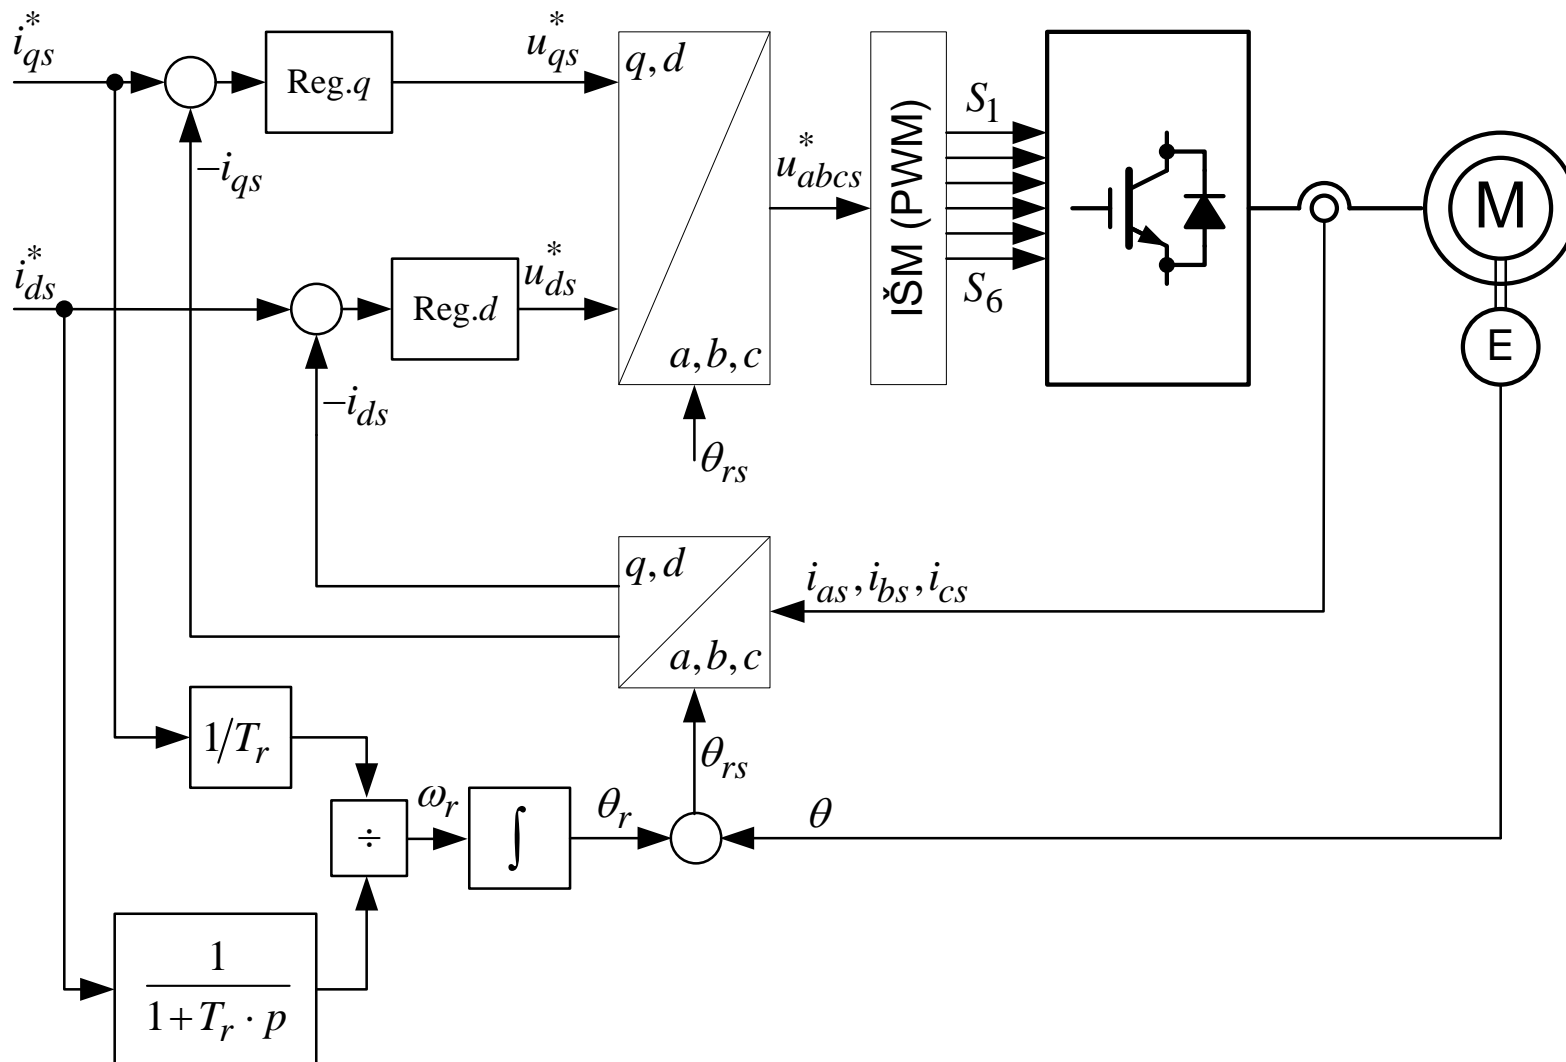 i*qs
Reg.q
u*qs
q,d
a,b,c
θrs
−iqs
i*ds
Reg.d
u*ds
−ids
u*abcs
IŠM (PWM)
S1
S6
M
E
q,d
a,b,c
ias,ibs,ics
θrs
1/Tr
÷
ωr
∫
θr
θ
1
1+Tr·p